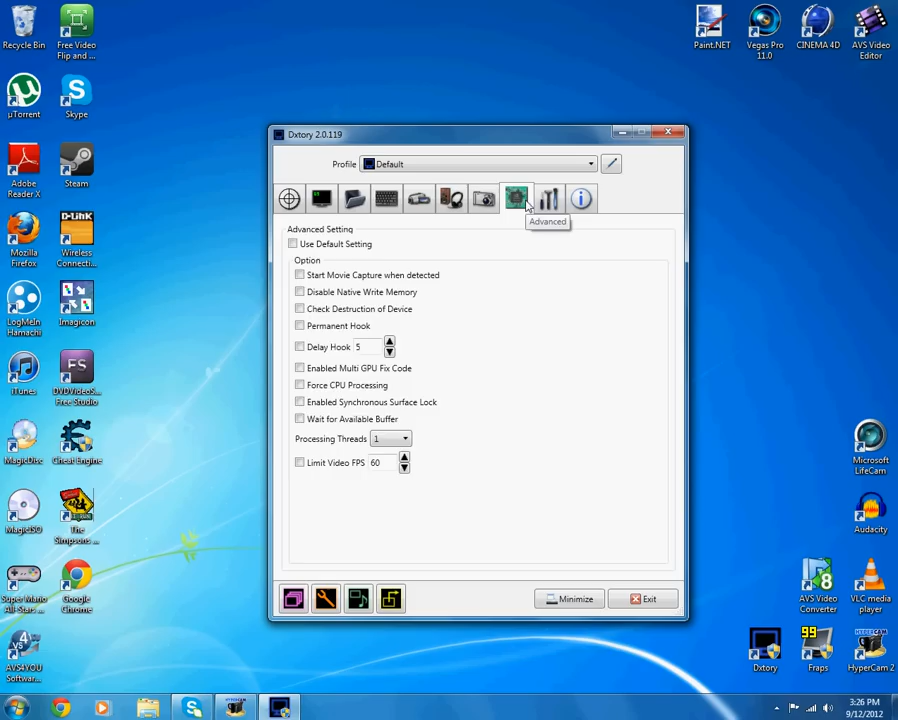 Recycle Bin
Free Video
Flip and ...
µTorrent
Skype
Adobe
Reader X
Steam
Mozilla
Firefox
D-Link
Wireless
Connecti...
LogMeIn
Hamachi
Imagicon
iTunes
FS
DVDVideoS...
Free Studio
MagicDisc
Cheat Engine
MagicISO
The
Simpsons ...
Super Mario
All-Stars ...
Google
Chrome
AVS4YOU
Softwar...
Paint.NET
Vegas Pro
11.0
CINEMA 4D
AVS Video
Editor
Microsoft
LifeCam
Audacity
AVS Video
Converter
VLC media
player
Dxtory
99
Fraps
HyperCam 2
Dxtory 2.0.119
Profile
Default
Advanced
Advanced Setting
Use Default Setting
Option
Start Movie Capture when detected
Disable Native Write Memory
Check Destruction of Device
Permanent Hook
Delay Hook 5
Enabled Multi GPU Fix Code
Force CPU Processing
Enabled Synchronous Surface Lock
Wait for Available Buffer
Processing Threads 1
Limit Video FPS 60
Minimize
Exit
3:26 PM
9/12/2012